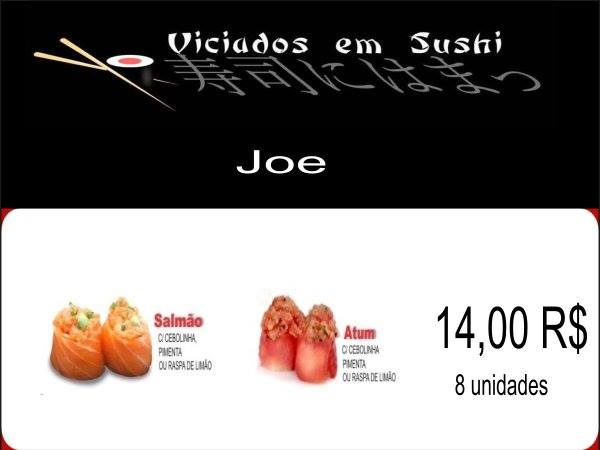 Viciados em Sushi
寿司にはまっ
Joe
Salmão
C/ CEBOLINHA,
PIMENTA
OU RASPA DE LIMÃO
Atum
C/ CEBOLINHA
PIMENTA
OU RASPA DE LIMÃO
14,00 R$
8 unidades